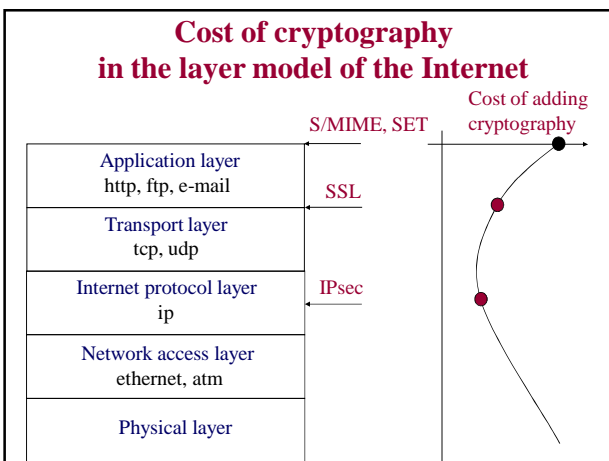 Cost of cryptography
in the layer model of the Internet
Cost of adding
cryptography
S/MIME, SET
Application layer
http, ftp, e-mail
SSL
Transport layer
tcp, udp
Internet protocol layer
ip
IPsec
Network access layer
ethernet, atm
Physical layer